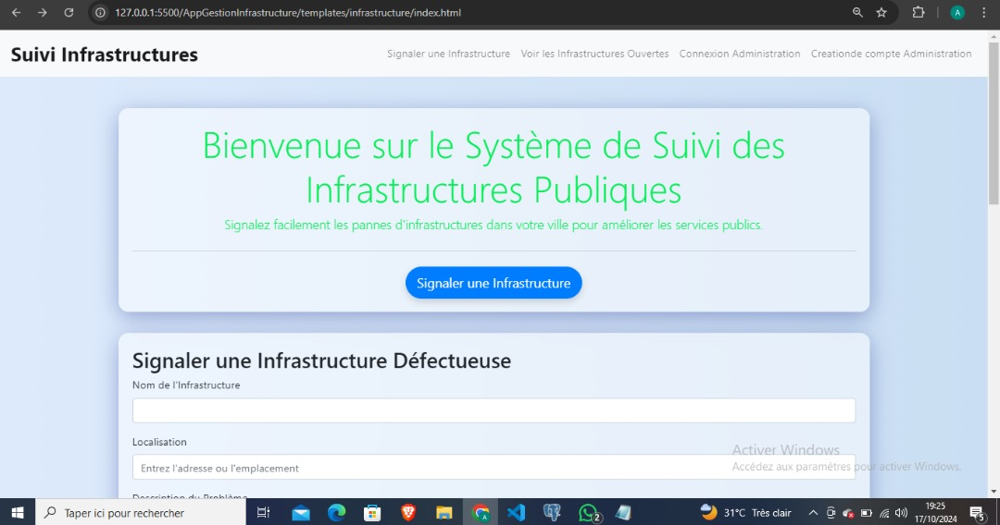 127.0.0.1:5500/AppGestionInfrastructure/templates/infrastructure/index.html
A
Suivi Infrastructures
Signaler une Infrastructure
Voir les Infrastructures Ouvertes
Connexion Administration
Creationde compte Administration
Bienvenue sur le Système de Suivi des
Infrastructures Publiques
Signalez facilement les pannes d'infrastructures dans votre ville pour améliorer les services publics.
Signaler une Infrastructure
Signaler une Infrastructure Défectueuse
Nom de l'Infrastructure
Localisation
Entrez l'adresse ou l'emplacement
Description du Problème
Activer Windows
Accédez aux paramètres pour activer Windows.
Taper ici pour rechercher
2
31°C Très clair
19:25
17/10/2024
5